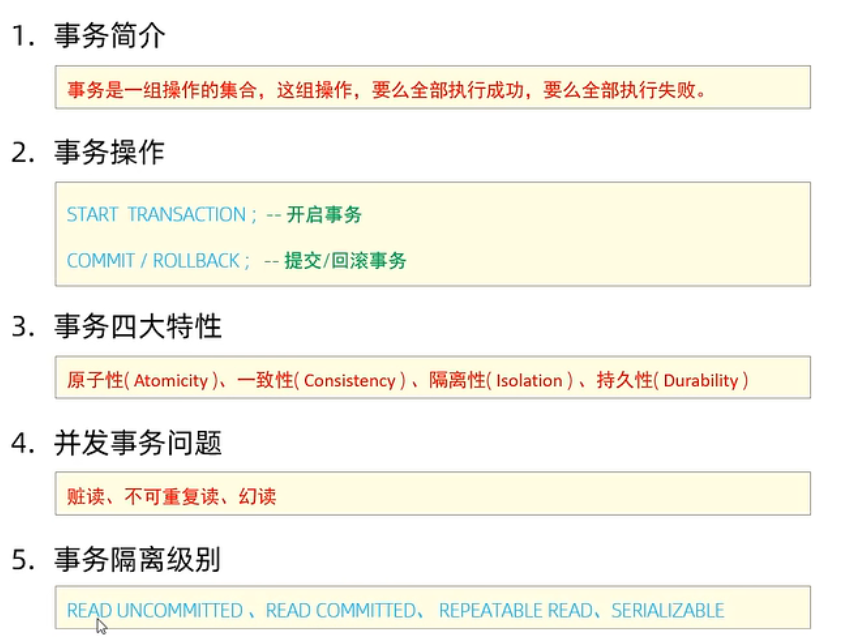 1. 事务简介
事务是一组操作的集合，这组操作，要么全部执行成功，要么全部执行失败。
2. 事务操作
START TRANSACTION ; -- 开启事务
COMMIT / ROLLBACK ; -- 提交/回滚事务
3. 事务四大特性
原子性( Atomicity )、一致性( Consistency ) 、隔离性( Isolation ) 、持久性( Durability )
4. 并发事务问题
脏读、不可重复读、幻读
5. 事务隔离级别
READ UNCOMMITTED 、READ COMMITTED、 REPEATABLE READ、SERIALIZABLE